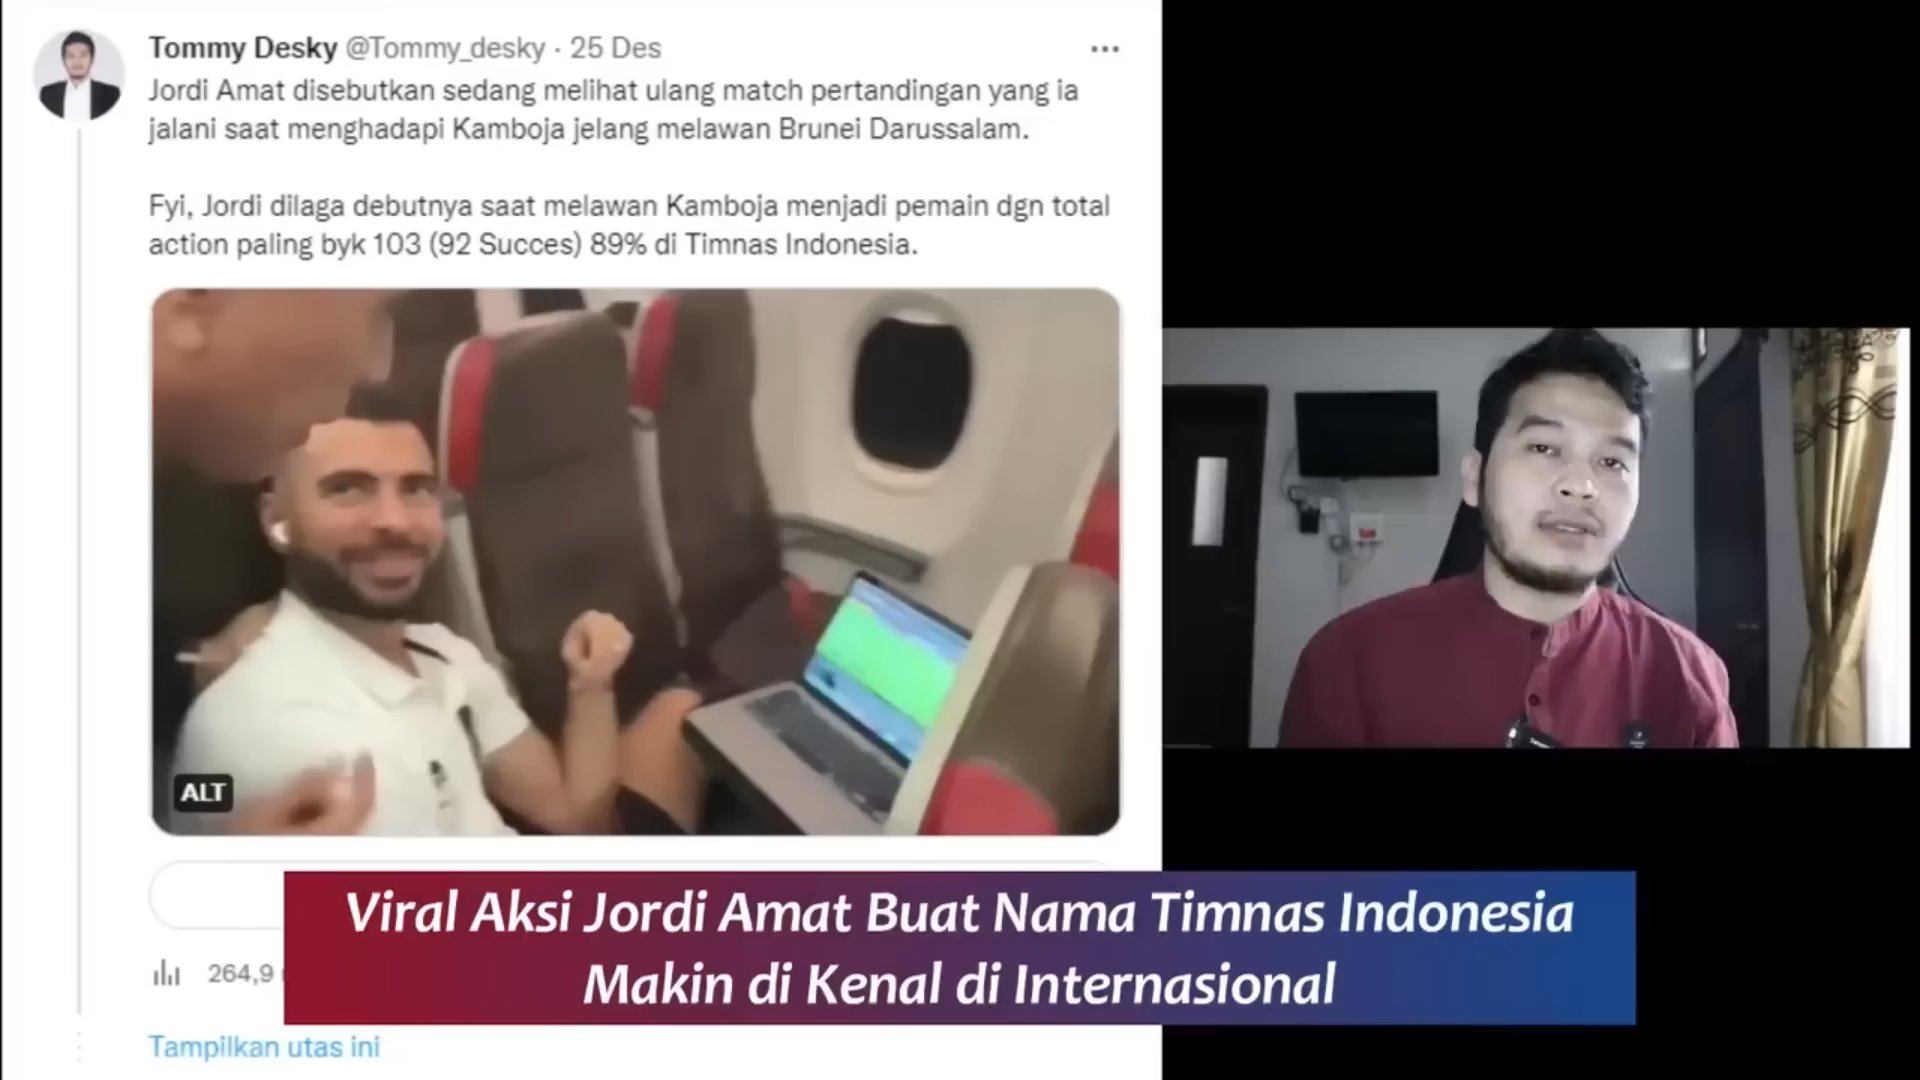 Tommy Desky @Tommy_desky · 25 Des
Jordi Amat disebutkan sedang melihat ulang match pertandingan yang ia
jalani saat menghadapi Kamboja jelang melawan Brunei Darussalam.
Fyi, Jordi dilaga debutnya saat melawan Kamboja menjadi pemain dgn total
action paling byk 103 (92 Succes) 89% di Timnas Indonesia.
ALT
Viral Aksi Jordi Amat Buat Nama Timnas Indonesia
Makin di Kenal di Internasional
264,9
Tampilkan utas ini